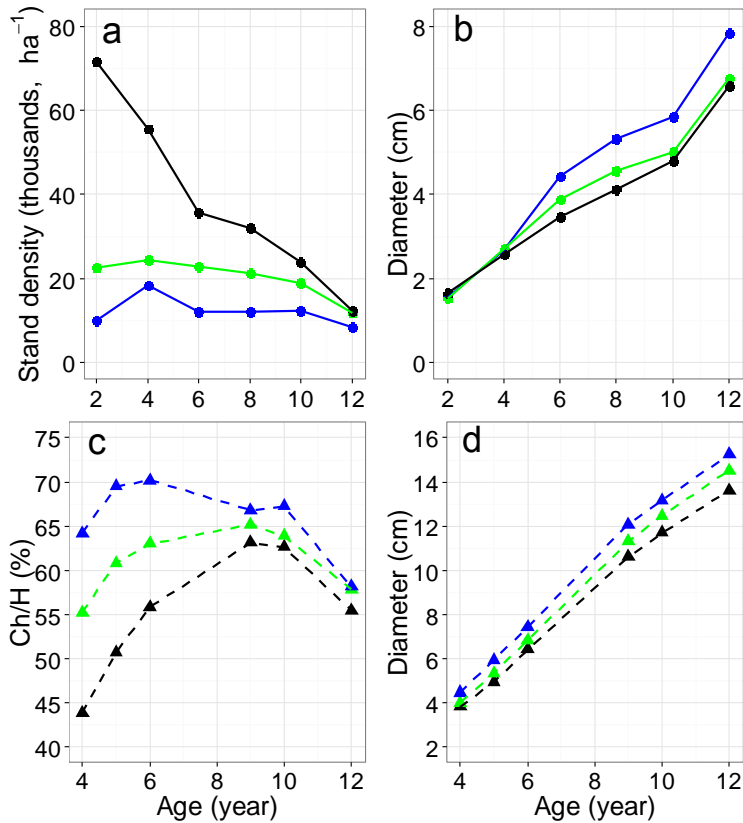 a
Stand density (thousands, ha⁻¹)
80
60
40
20
0
2 4 6 8 10 12
b
Diameter (cm)
8
6
4
2
0
2 4 6 8 10 12
c
Ch/H (%)
75
70
65
60
55
50
45
40
4 6 8 10 12
Age (year)
d
Diameter (cm)
16
14
12
10
8
6
4
2
4 6 8 10 12
Age (year)